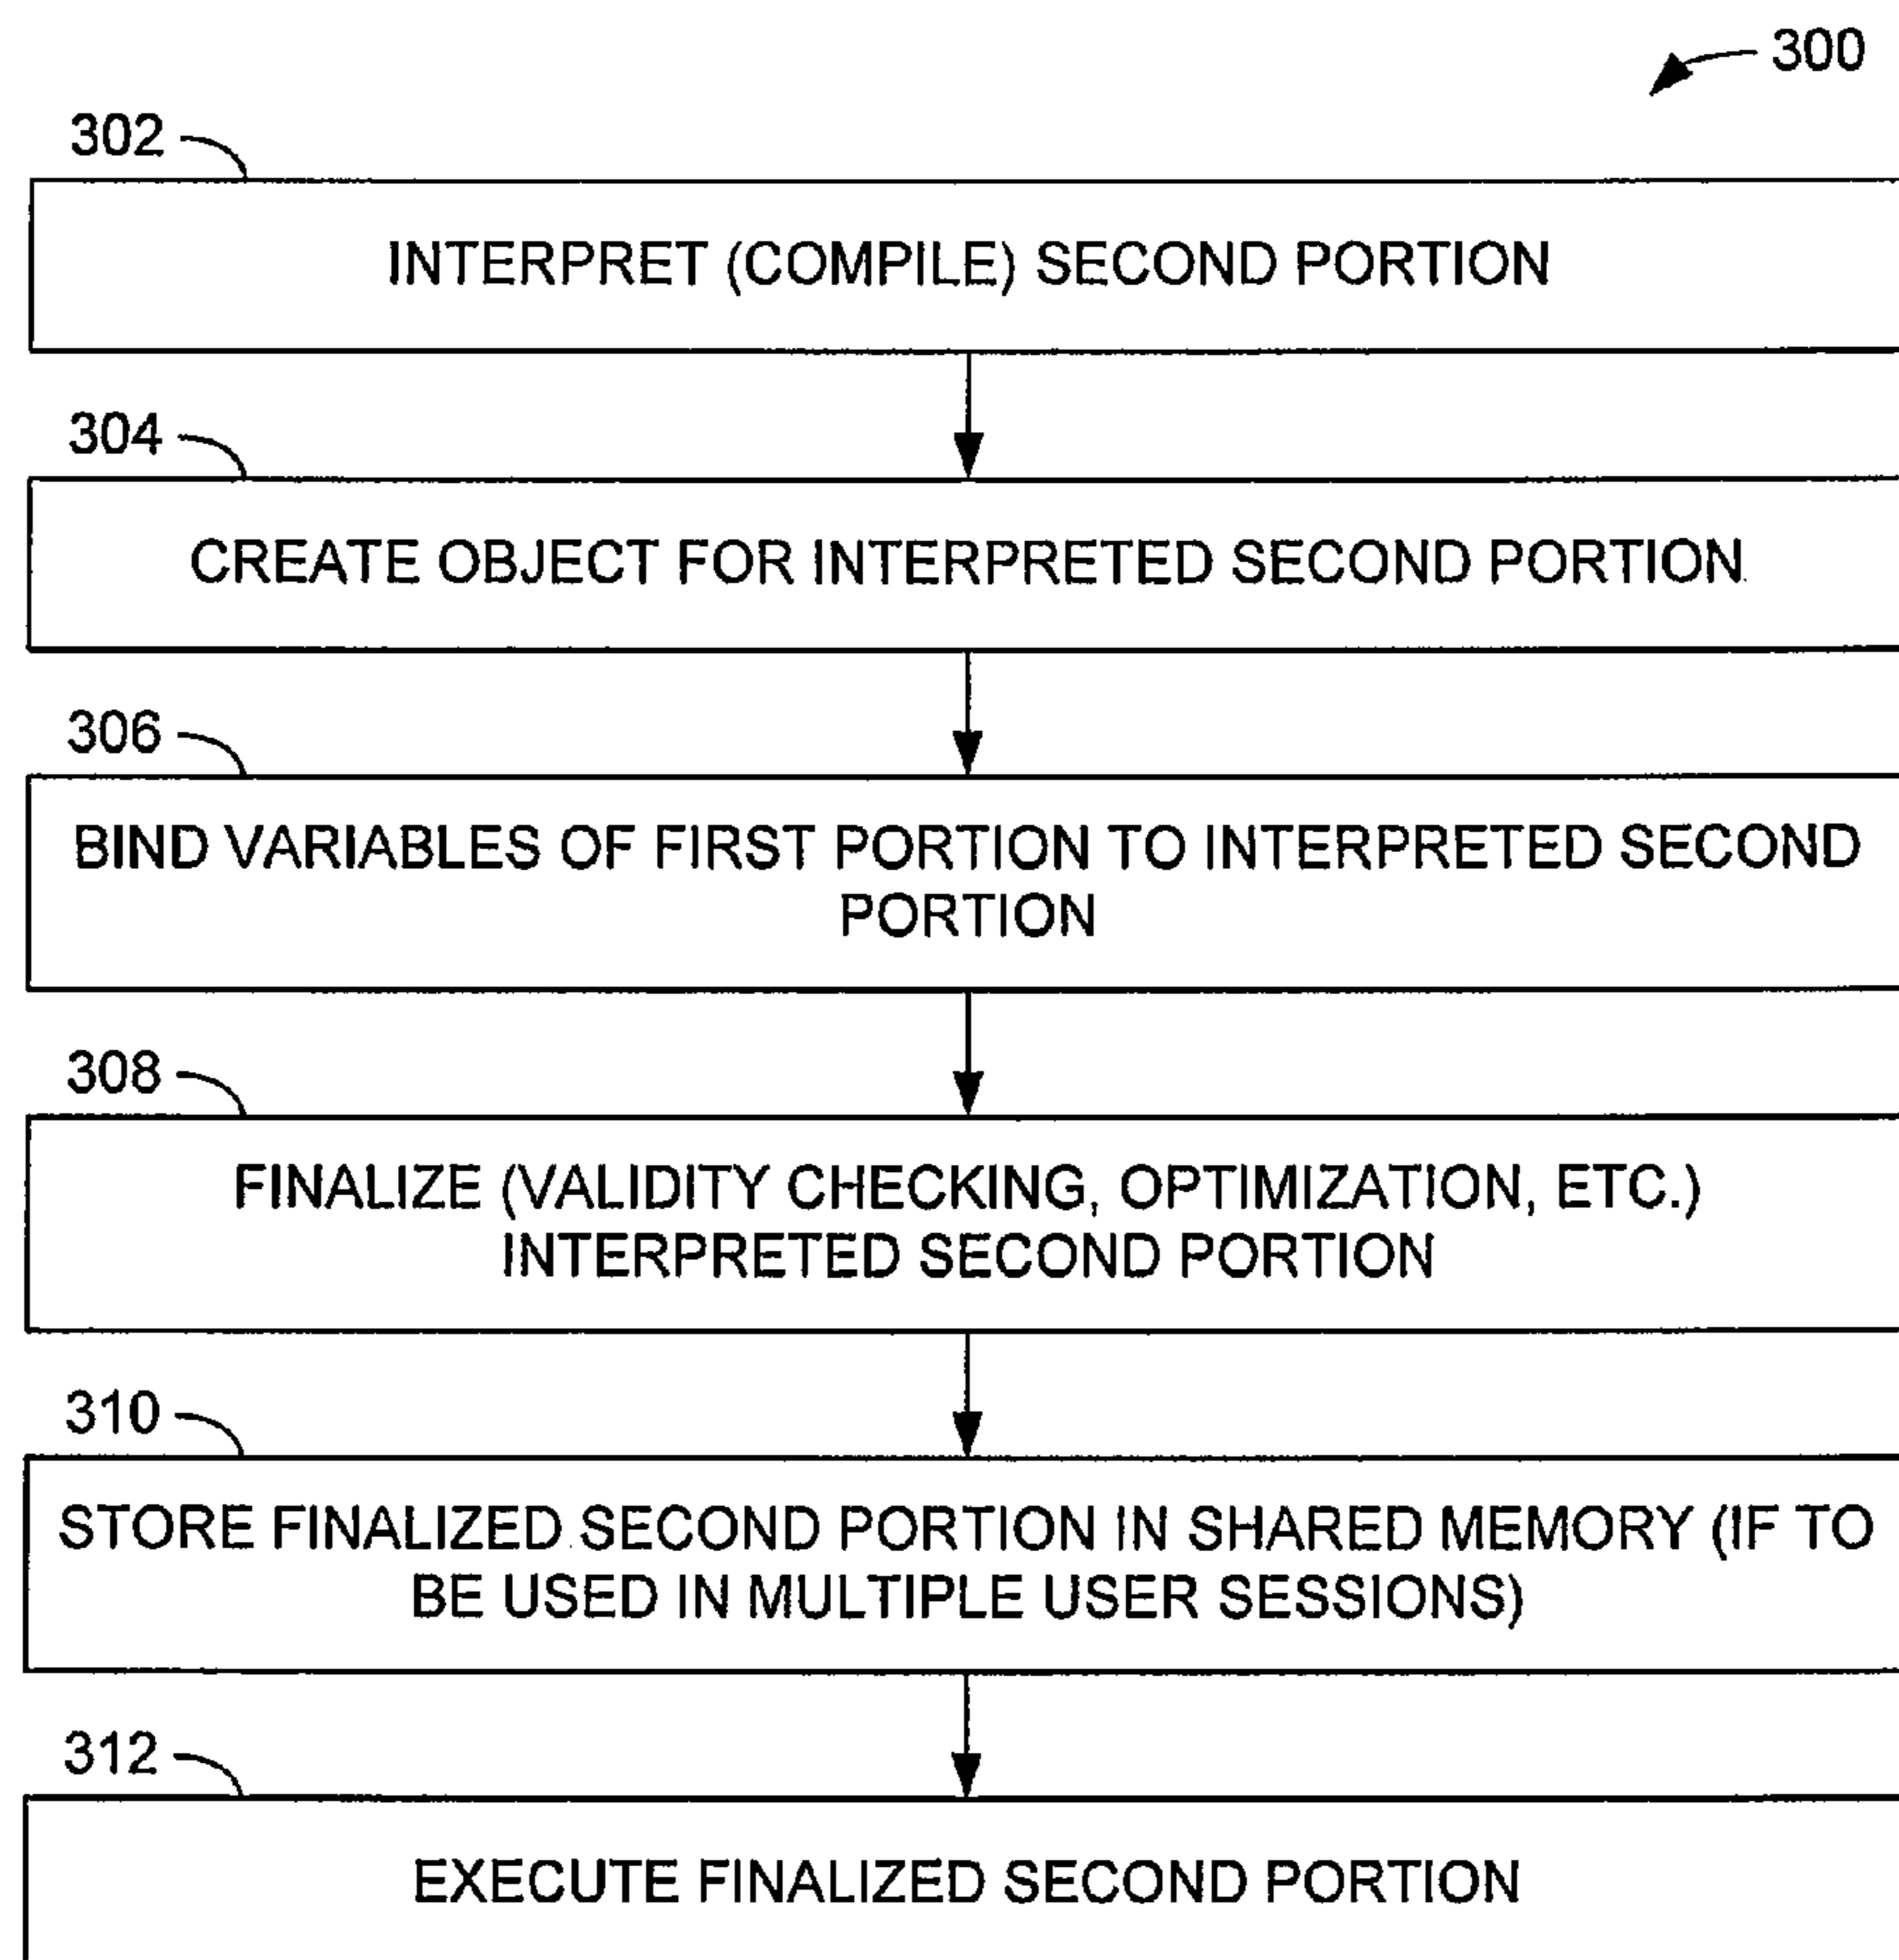 300
302
INTERPRET (COMPILE) SECOND PORTION
304
CREATE OBJECT FOR INTERPRETED SECOND PORTION
306
BIND VARIABLES OF FIRST PORTION TO INTERPRETED SECOND
PORTION
308
FINALIZE (VALIDITY CHECKING, OPTIMIZATION, ETC.)
INTERPRETED SECOND PORTION
310
STORE FINALIZED SECOND PORTION IN SHARED MEMORY (IF TO
BE USED IN MULTIPLE USER SESSIONS)
312
EXECUTE FINALIZED SECOND PORTION